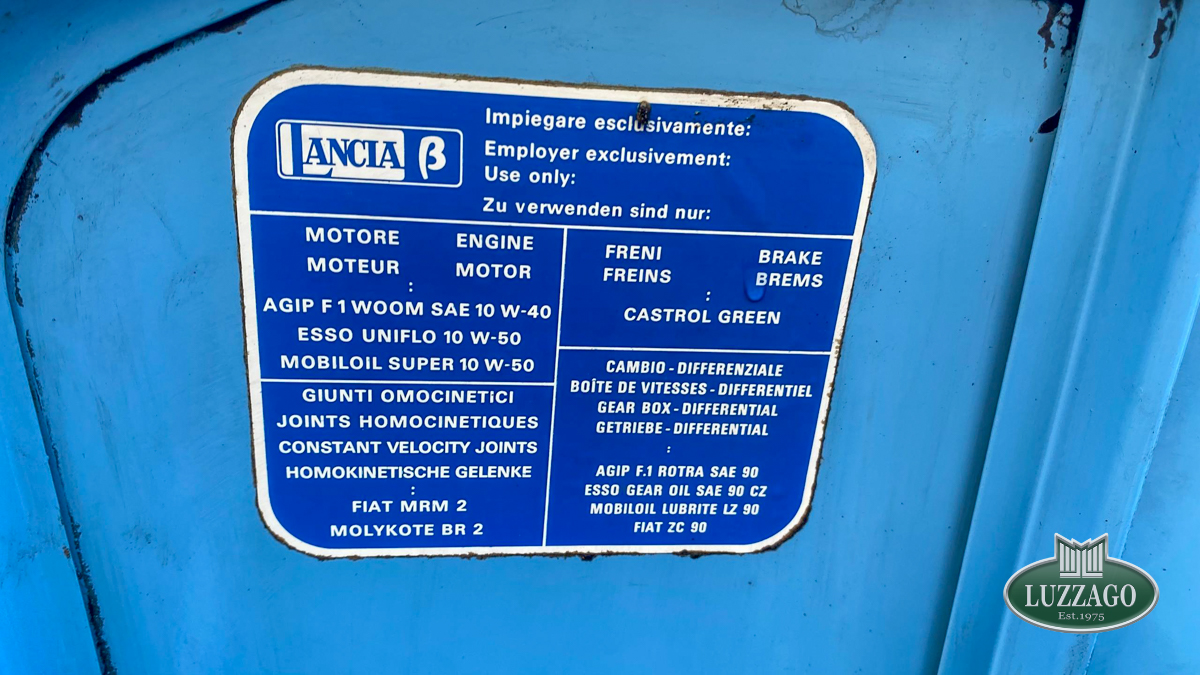 LANCIA β
Impiegare esclusivamente:
Employer exclusivement:
Use only:
Zu verwenden sind nur:
MOTORE ENGINE
MOTEUR MOTOR
:
AGIP F 1 WOOM SAE 10 W-40
ESSO UNIFLO 10 W-50
MOBILOIL SUPER 10 W-50
FRENI BRAKE
FREINS BREMS
:
CASTROL GREEN
GIUNTI OMOCINETiCI
JOINTS HOMOCINETIQUES
CONSTANT VELOCITY JOINTS
HOMOKINETISCHE GELENKE
:
FIAT MRM 2
MOLYKOTE BR 2
CAMBIO - DIFFERENZIALE
BOÎTE DE VITESSES - DIFFERENTIEL
GEAR BOX - DIFFERENTIAL
GETRIEBE - DIFFERENTIAL
:
AGIP F.1 ROTRA SAE 90
ESSO GEAR OIL SAE 90 CZ
MOBILOIL LUBRITE LZ 90
FIAT ZC 90
LUZZAGO
Est.1975